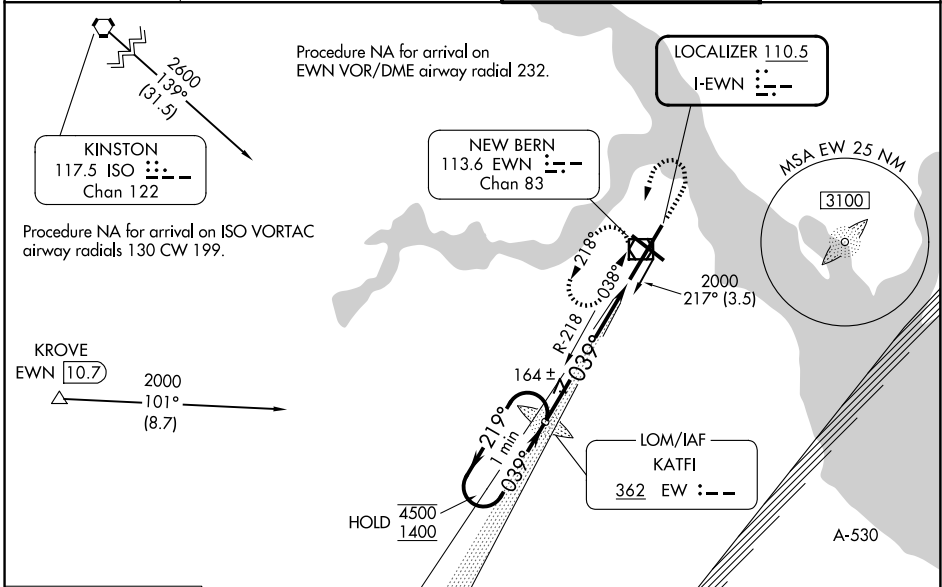 2600
139°
(31.5)
Procedure NA for arrival on
EWN VOR/DME airway radial 232.
LOCALIZER 110.5
I-EWN
KINSTON
117.5 ISO
Chan 122
NEW BERN
113.6 EWN
Chan 83
MSA EW 25 NM
3100
Procedure NA for arrival on ISO VORTAC
airway radials 130 CW 199.
218°
038°
2000
217° (3.5)
R-218
039°
KROVE
EWN 10.7
2000
101°
(8.7)
164 ±
219°
1 min
039°
LOM/IAF
KATFI
362 EW
HOLD 4500
1400
A-530